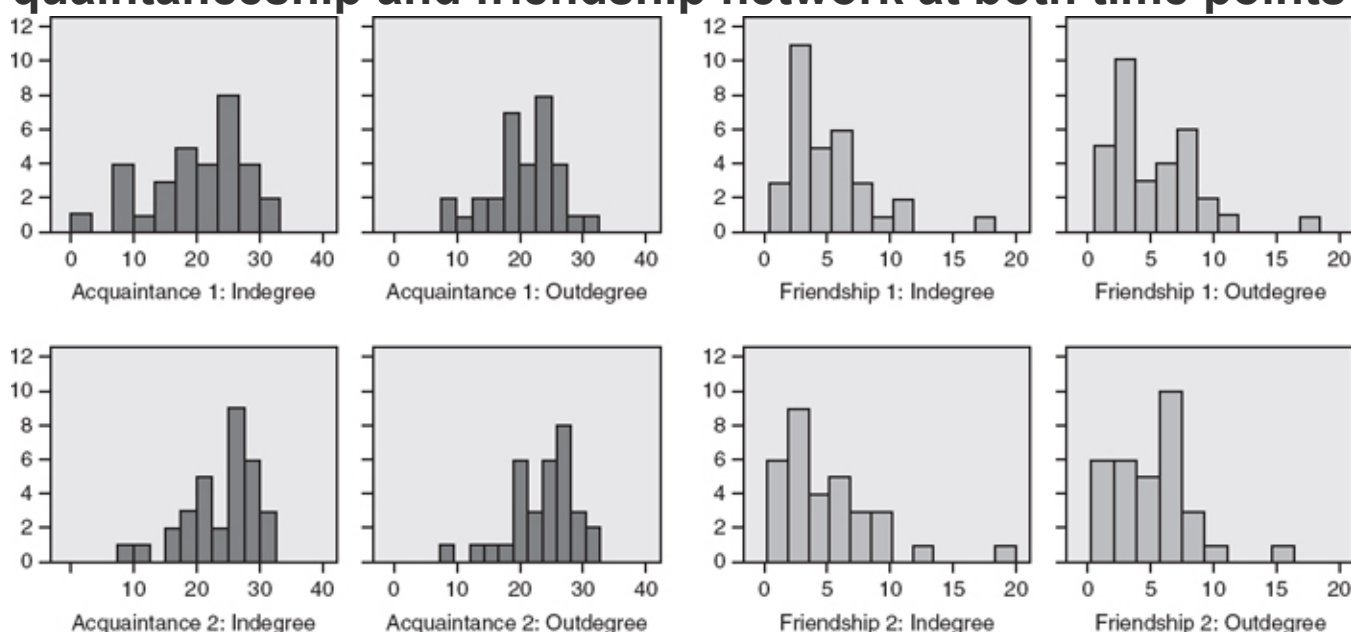 quaintanceship and friendship network at both time points
12
10
8
6
4
2
0
0 10 20 30 40
Acquaintance 1: Indegree
0 10 20 30 40
Acquaintance 1: Outdegree
12
10
8
6
4
2
0
0 5 10 15 20
Friendship 1: Indegree
0 5 10 15 20
Friendship 1: Outdegree
12
10
8
6
4
2
0
10 20 30 40
Acquaintance 2: Indegree
0 10 20 30 40
Acquaintance 2: Outdegree
12
10
8
6
4
2
0
0 5 10 15 20
Friendship 2: Indegree
0 5 10 15 20
Friendship 2: Outdegree